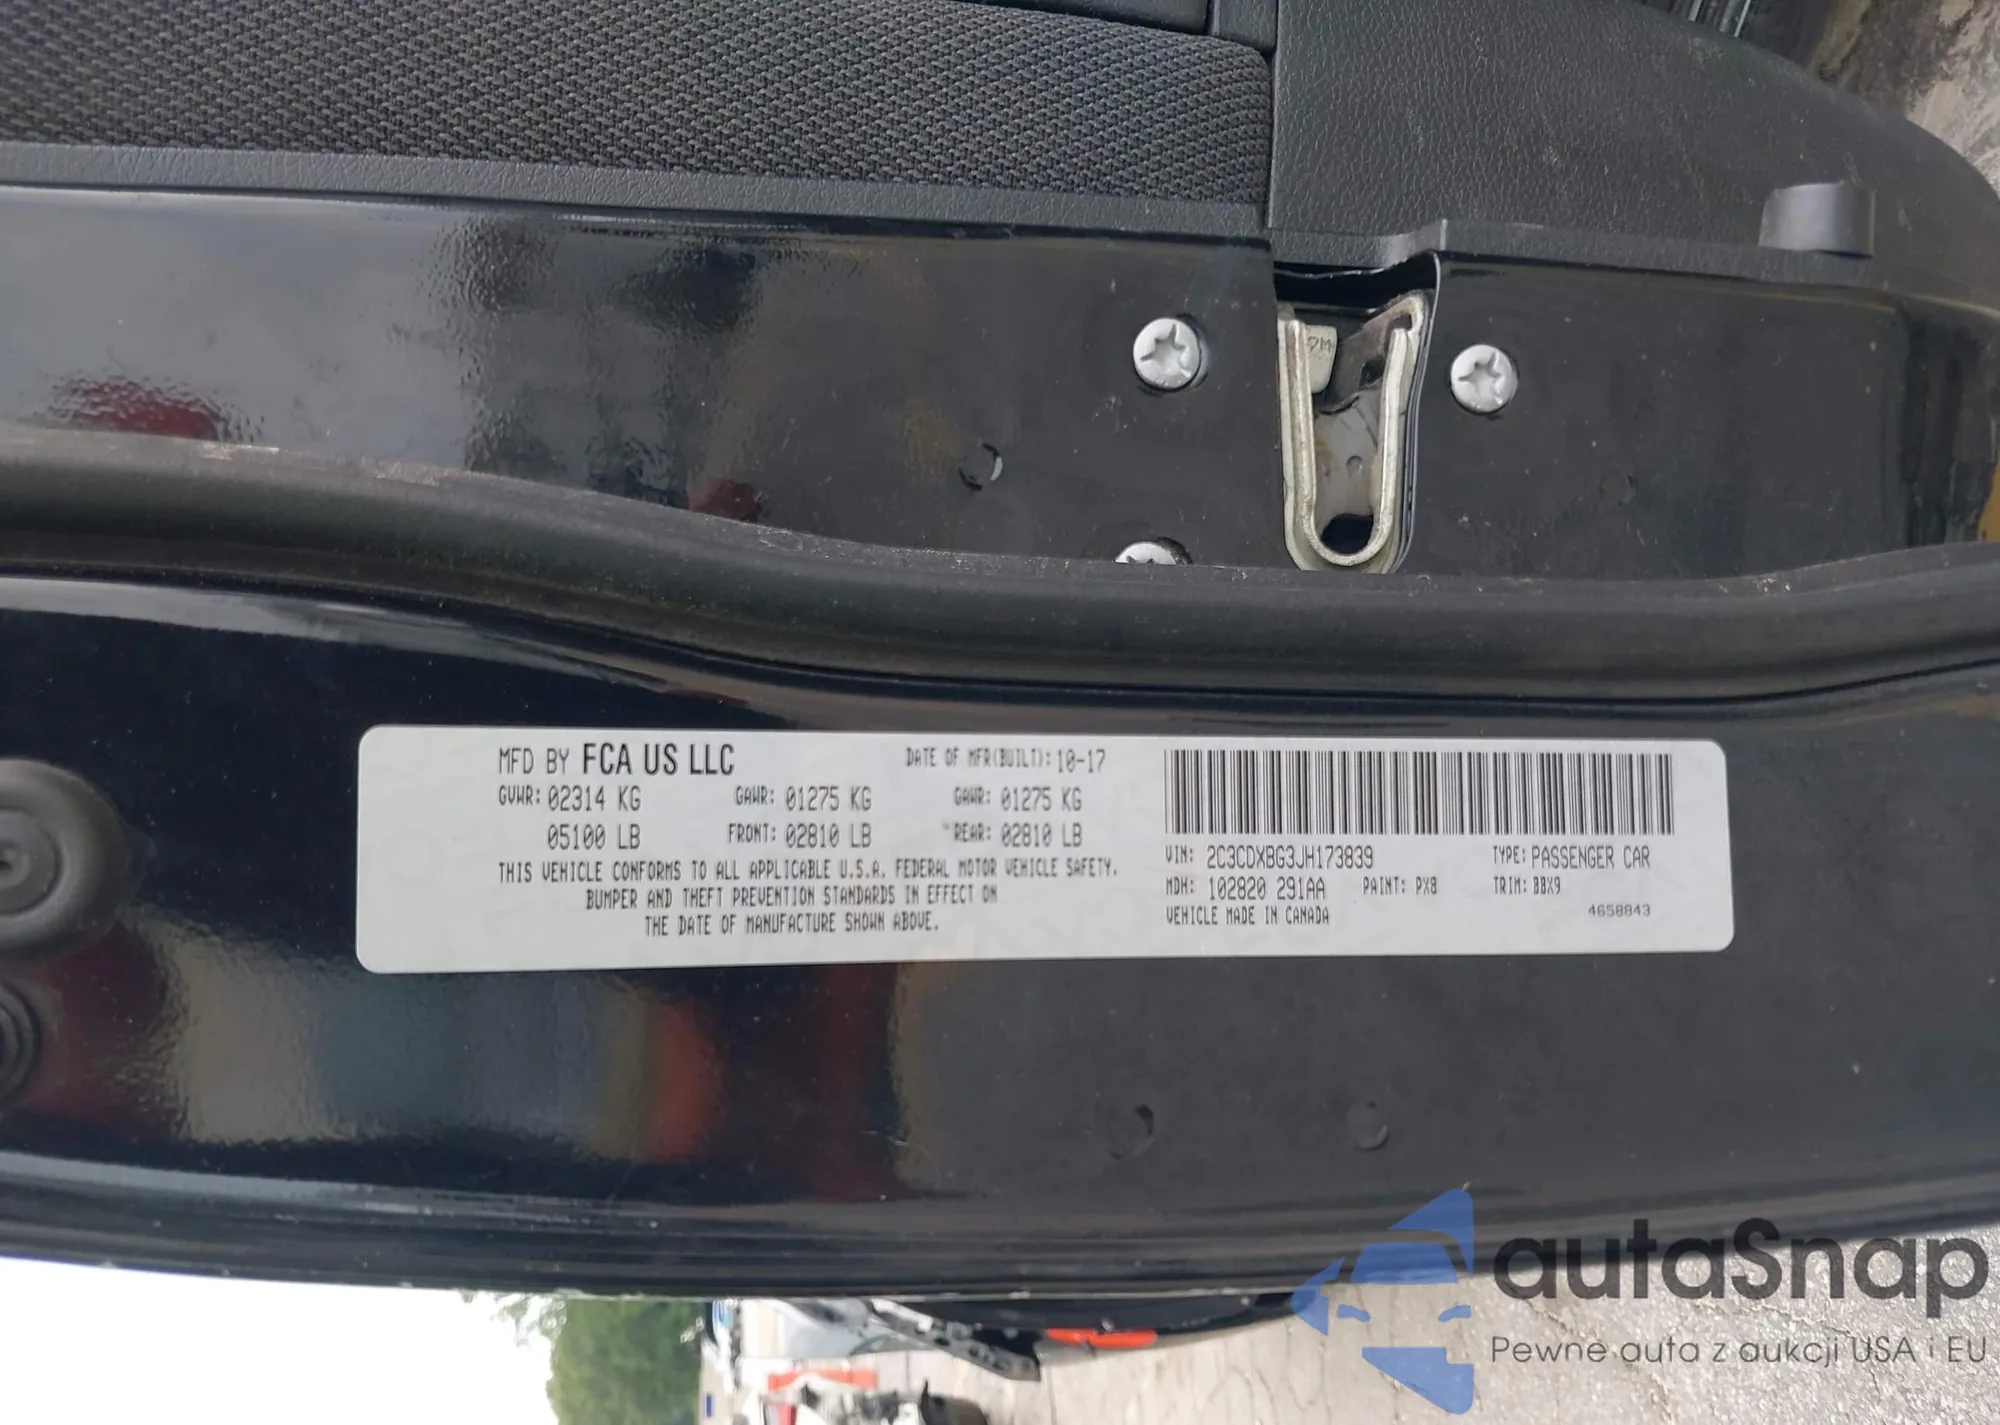 MFD BY FCA US LLC DATE OF MFR(BUILT): 10-17
GVWR: 02314 KG GAWR: 01275 KG GAWR: 01275 KG
05100 LB FRONT: 02810 LB REAR: 02810 LB
THIS VEHICLE CONFORMS TO ALL APPLICABLE U.S.A. FEDERAL MOTOR VEHICLE SAFETY,
BUMPER AND THEFT PREVENTION STANDARDS IN EFFECT ON
THE DATE OF MANUFACTURE SHOWN ABOVE.
VIN: 2C3CDXBG3JH173839 TYPE: PASSENGER CAR
MDH: 102820 291AA PAINT: PX8 TRIM: BBX9
VEHICLE MADE IN CANADA 4658843
autaSnap
Pewne auta z aukcji USA i EU